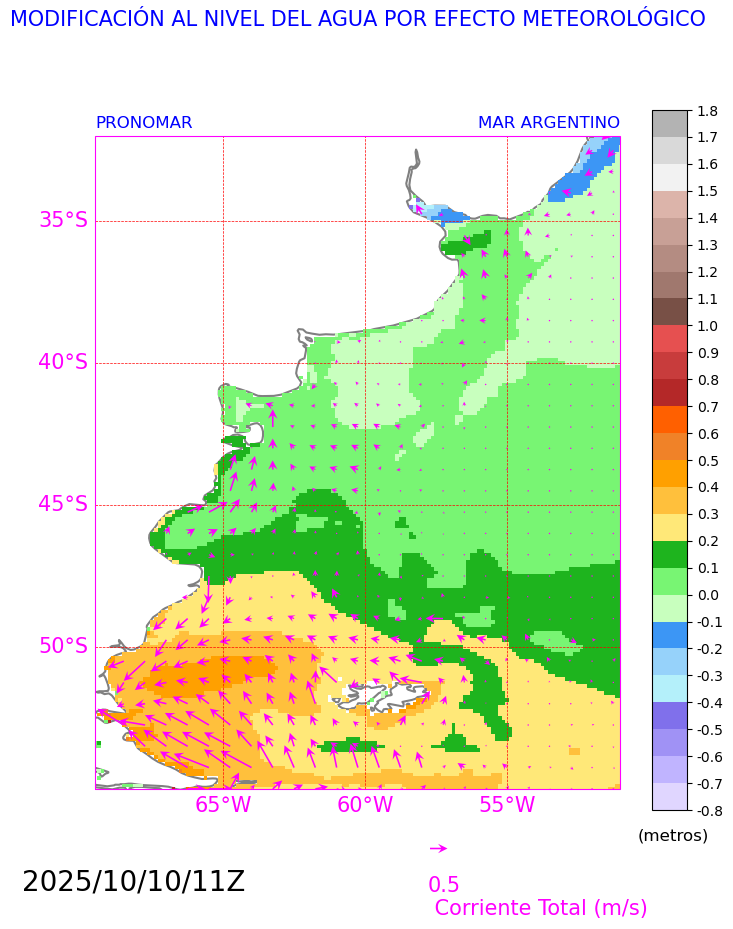 MODIFICACIÓN AL NIVEL DEL AGUA POR EFECTO METEOROLÓGICO
PRONOMAR MAR ARGENTINO
1.8
1.7
1.6
1.5
1.4
1.3
1.2
1.1
1.0
0.9
0.8
0.7
0.6
0.5
0.4
0.3
0.2
0.1
0.0
-0.1
-0.2
-0.3
-0.4
-0.5
-0.6
-0.7
-0.8
(metros)
35°S
40°S
45°S
50°S
65°W 60°W 55°W
2025/10/10/11Z
0.5
Corriente Total (m/s)